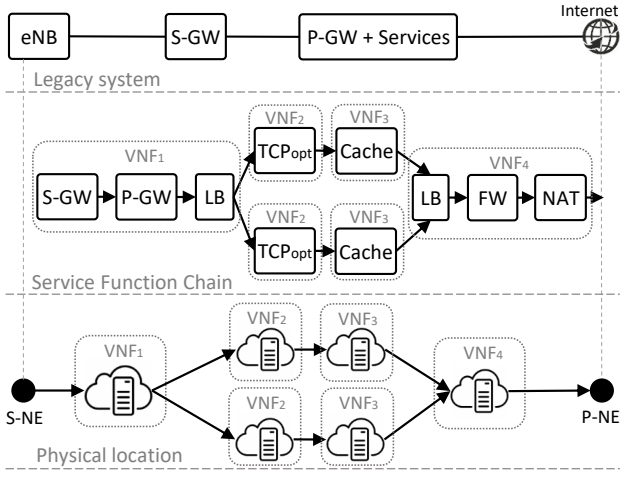 Internet
eNB
S-GW
P-GW + Services
Legacy system
VNF2
VNF3
VNF1
TCPopt
Cache
VNF4
S-GW
P-GW
LB
LB
FW
NAT
VNF2
VNF3
TCPopt
Cache
Service Function Chain
VNF2
VNF3
VNF1
VNF4
S-NE
VNF2
VNF3
P-NE
Physical location